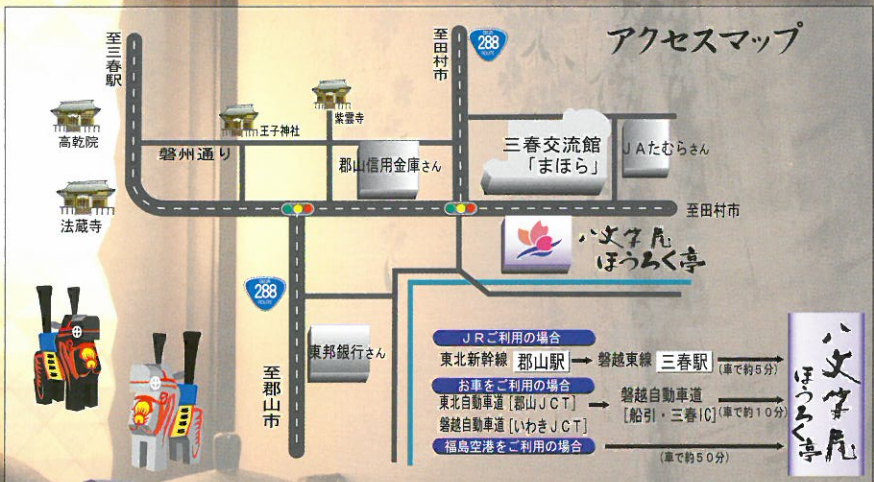 アクセスマップ
至三春駅
至田村市
288
ROUTE
高乾院
法蔵寺
磐州通り
王子神社
紫雲寺
郡山信用金庫さん
三春交流館
「まほら」
JAたむらさん
至田村市
八文字屋
ほうろく亭
288
ROUTE
至郡山市
東邦銀行さん
JRご利用の場合
東北新幹線 郡山駅 磐越東線 三春駅 (車で約5分)
お車をご利用の場合
東北自動車道[郡山JCT]
磐越自動車道[いわきJCT]
磐越自動車道
[船引・三春IC] (車で約10分)
福島空港をご利用の場合 (車で約50分)
八文字屋
ほうろく亭